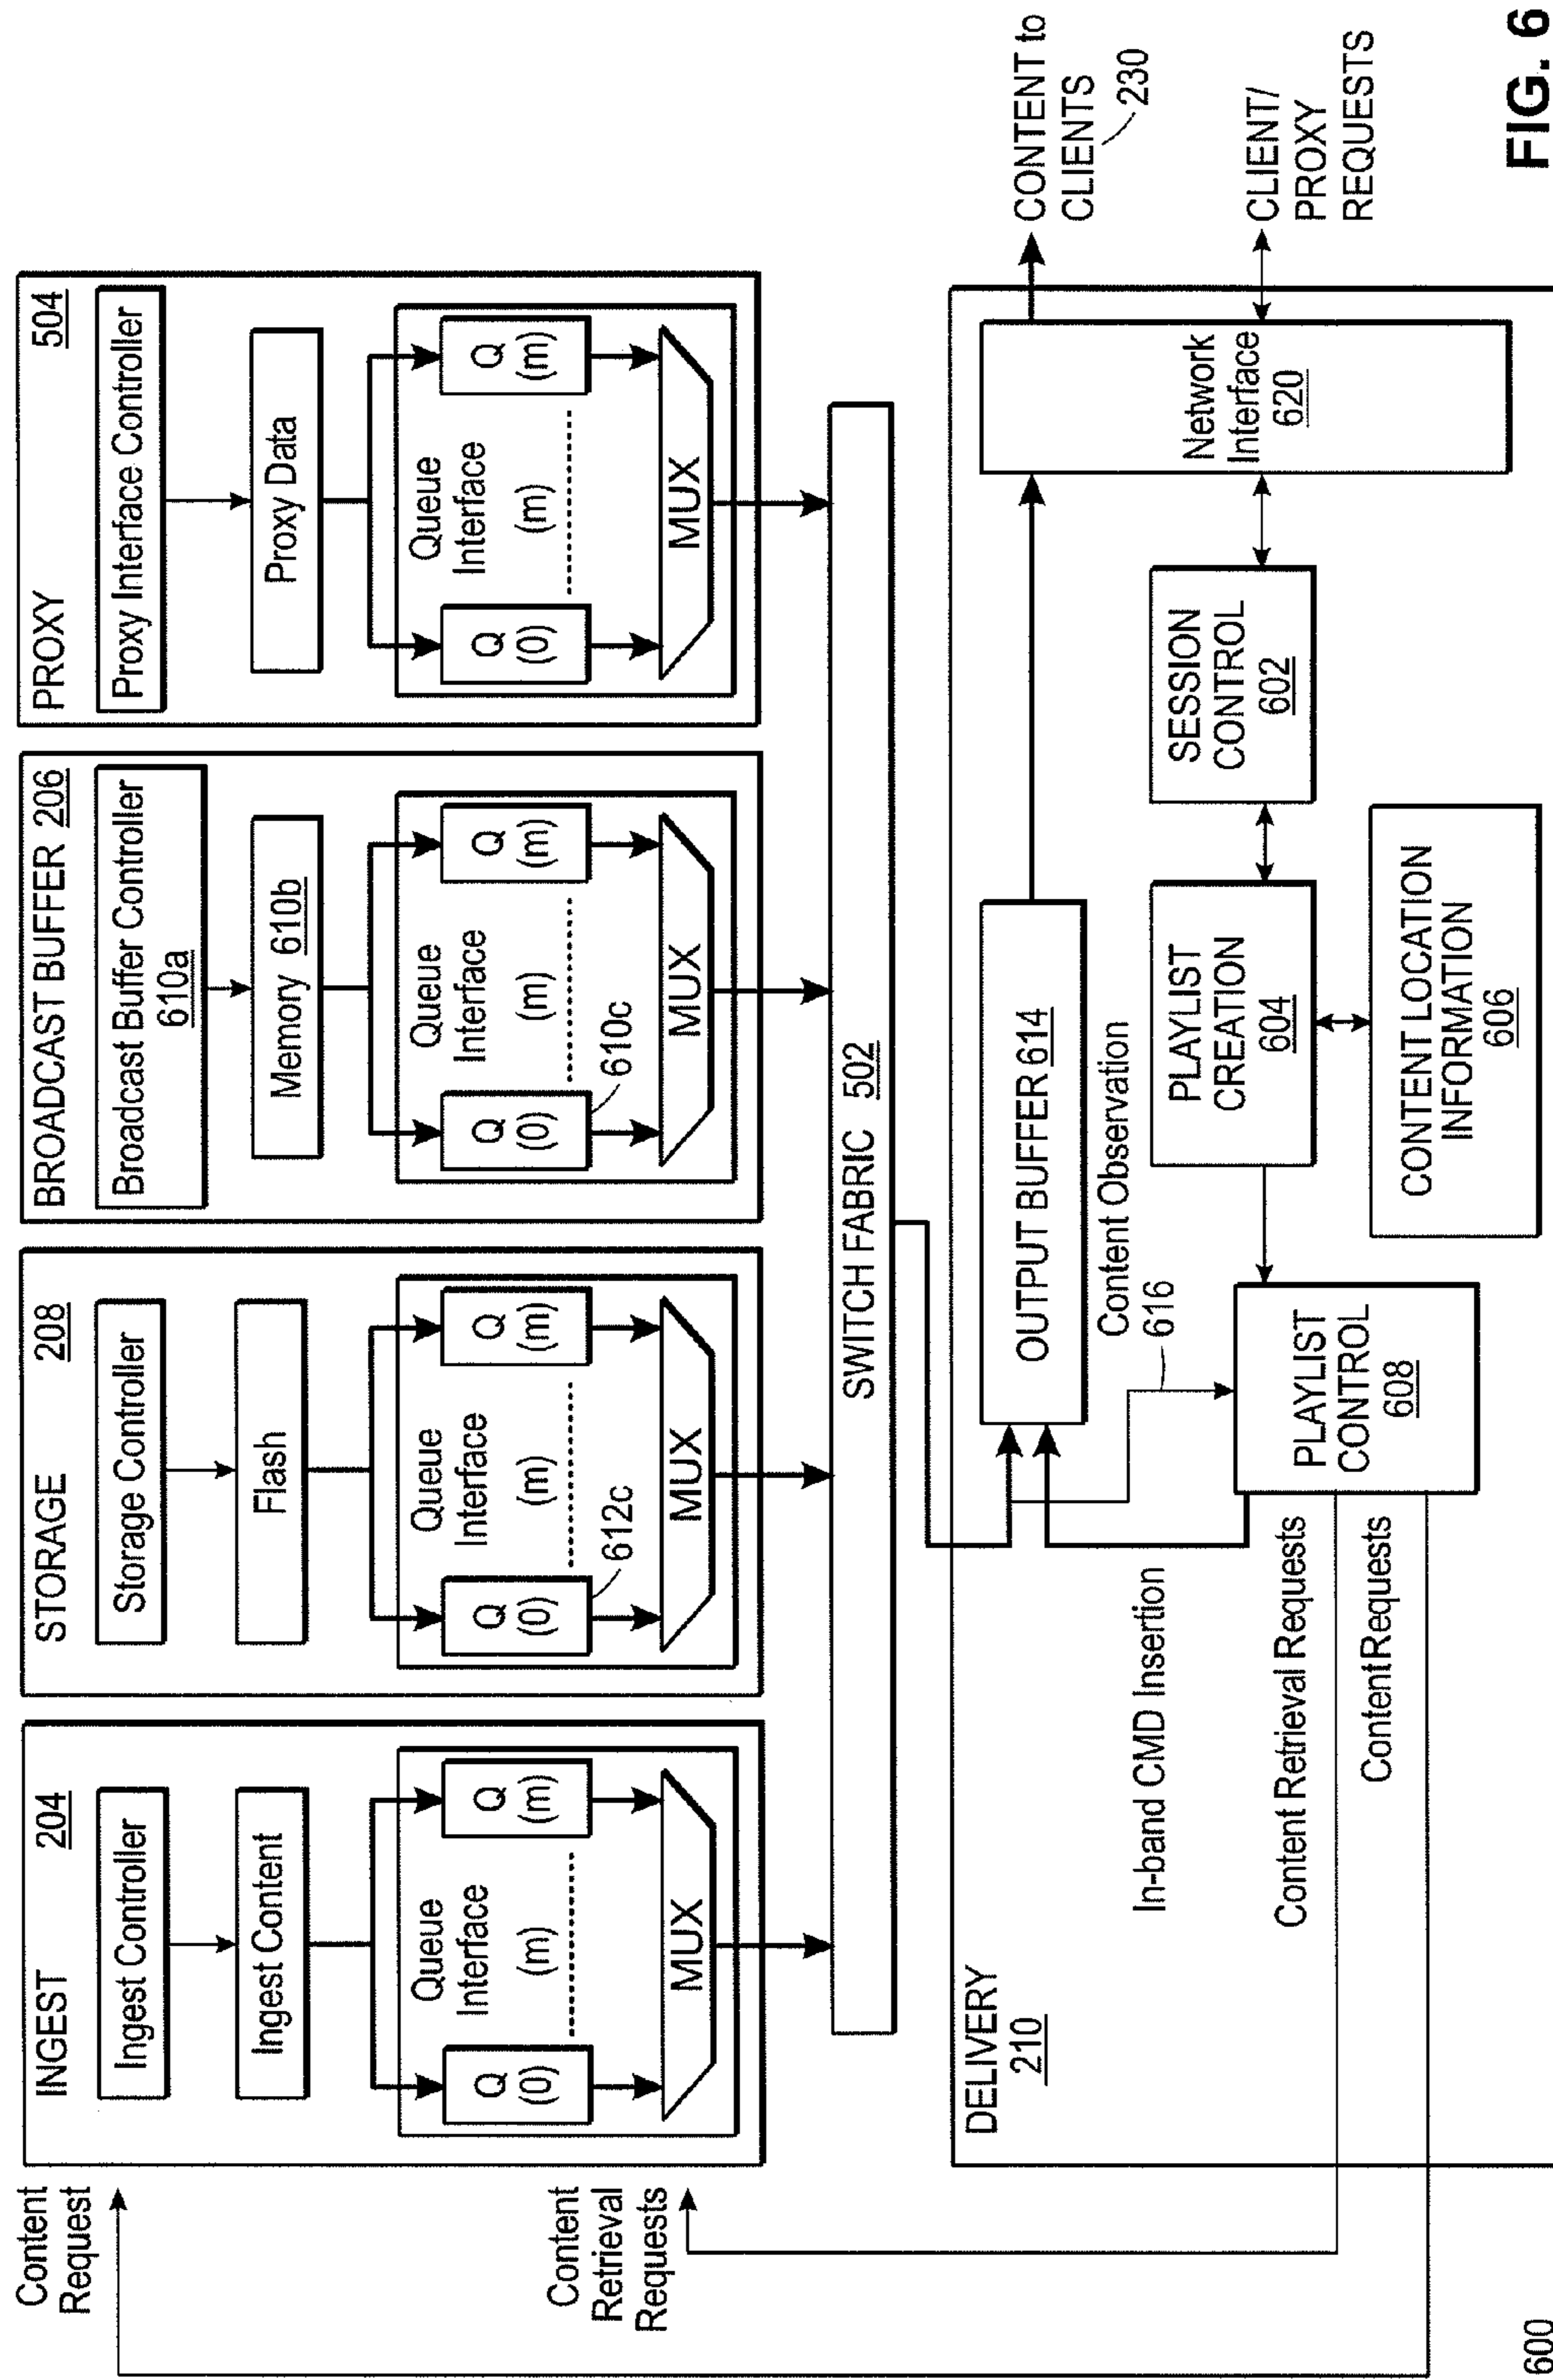 Content
Request
Content
Retrieval
Requests
600
INGEST 204
Ingest Controller
Ingest Content
Queue
Interface
Q
(0)
(m)
Q
(m)
MUX
STORAGE 208
Storage Controller
Flash
Queue
Interface
Q
(0)
(m)
Q
(m)
612c
MUX
BROADCAST BUFFER 206
Broadcast Buffer Controller
610a
Memory 610b
Queue
Interface
Q
(0)
(m)
Q
(m)
610c
MUX
PROXY 504
Proxy Interface Controller
Proxy Data
Queue
Interface
Q
(0)
(m)
Q
(m)
MUX
SWITCH FABRIC 502
DELIVERY
210
OUTPUT BUFFER 614
Content Observation
616
In-band CMD Insertion
Content Retrieval Requests
ContentRequests
PLAYLIST
CONTROL
608
PLAYLIST
CREATION
604
CONTENT LOCATION
INFORMATION
606
SESSION
CONTROL
602
Network
Interface
620
CONTENT to
CLIENTS
230
CLIENT/
PROXY
REQUESTS
FIG. 6